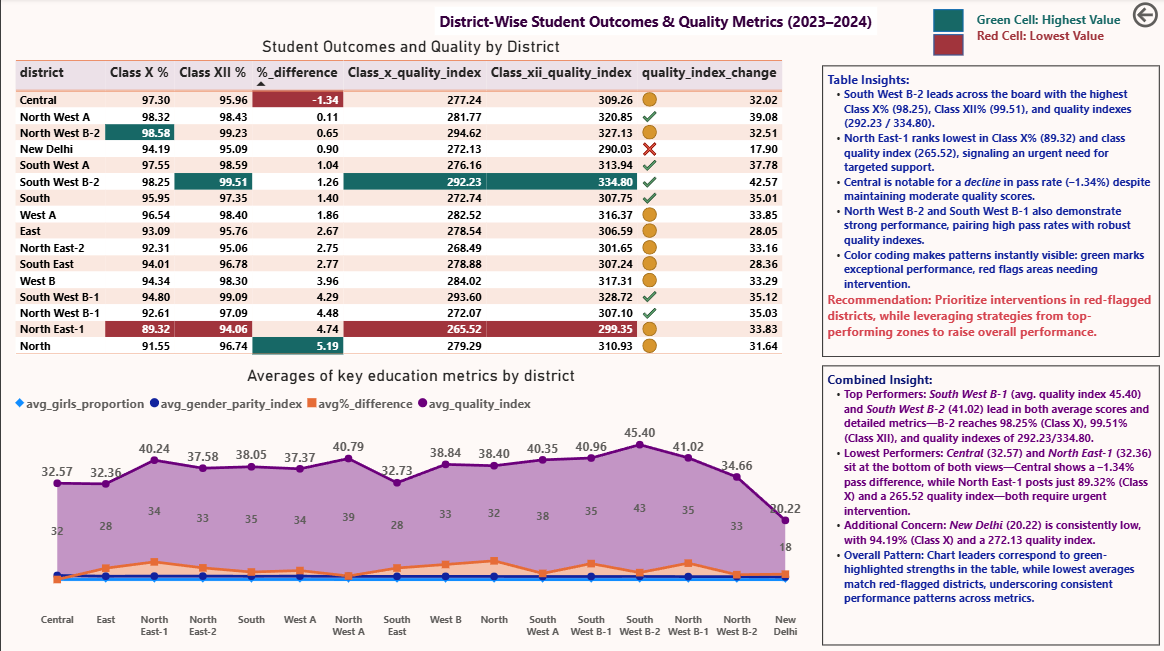 District-Wise Student Outcomes & Quality Metrics (2023–2024)
Green Cell: Highest Value
Red Cell: Lowest Value
Student Outcomes and Quality by District
district Class X % Class XII % %_difference Class_x_quality_index Class_xii_quality_index quality_index_change
Central 97.30 95.96 -1.34 277.24 309.26 32.02
North West A 98.32 98.43 0.11 281.77 320.85 39.08
North West B-2 98.58 99.23 0.65 294.62 327.13 32.51
New Delhi 94.19 95.09 0.90 272.13 290.03 17.90
South West A 97.55 98.59 1.04 276.16 313.94 37.78
South West B-2 98.25 99.51 1.26 292.23 334.80 42.57
South 95.95 97.35 1.40 272.74 307.75 35.01
West A 96.54 98.40 1.86 282.52 316.37 33.85
East 93.09 95.76 2.67 278.54 306.59 28.05
North East-2 92.31 95.06 2.75 268.49 301.65 33.16
South East 94.01 96.78 2.77 278.88 307.24 28.36
West B 94.34 98.30 3.96 284.02 317.31 33.29
South West B-1 94.80 99.09 4.29 293.60 328.72 35.12
North West B-1 92.61 97.09 4.48 272.07 307.10 35.03
North East-1 89.32 94.06 4.74 265.52 299.35 33.83
North 91.55 96.74 5.19 279.29 310.93 31.64
Table Insights:
• South West B-2 leads across the board with the highest
Class X% (98.25), Class XII% (99.51), and quality indexes
(292.23 / 334.80).
• North East-1 ranks lowest in Class X% (89.32) and class
quality index (265.52), signaling an urgent need for
targeted support.
• Central is notable for a decline in pass rate (–1.34%) despite
maintaining moderate quality scores.
• North West B-2 and South West B-1 also demonstrate
strong performance, pairing high pass rates with robust
quality indexes.
• Color coding makes patterns instantly visible: green marks
exceptional performance, red flags areas needing
intervention.
Recommendation: Prioritize interventions in red-flagged
districts, while leveraging strategies from top-
performing zones to raise overall performance.
Averages of key education metrics by district
avg_girls_proportion avg_gender_parity_index avg%_difference avg_quality_index
32.57 32.36 40.24 37.58 38.05 37.37 40.79 32.73 38.84 38.40 40.35 40.96 45.40 41.02 34.66 20.22
32 28 34 33 35 34 39 28 33 32 38 35 43 35 33 18
Central East North East-1 North East-2 South West A North West A South East West B North South West A South West B-1 South West B-2 North West B-1 North West B-2 New Delhi
Combined Insight:
• Top Performers: South West B-1 (avg. quality index 45.40)
and South West B-2 (41.02) lead in both average scores and
detailed metrics—B-2 reaches 98.25% (Class X), 99.51%
(Class XII), and quality indexes of 292.23/334.80.
• Lowest Performers: Central (32.57) and North East-1 (32.36)
sit at the bottom of both views—Central shows a –1.34%
pass difference, while North East-1 posts just 89.32% (Class
X) and a 265.52 quality index—both require urgent
intervention.
• Additional Concern: New Delhi (20.22) is consistently low,
with 94.19% (Class X) and a 272.13 quality index.
• Overall Pattern: Chart leaders correspond to green-
highlighted strengths in the table, while lowest averages
match red-flagged districts, underscoring consistent
performance patterns across metrics.